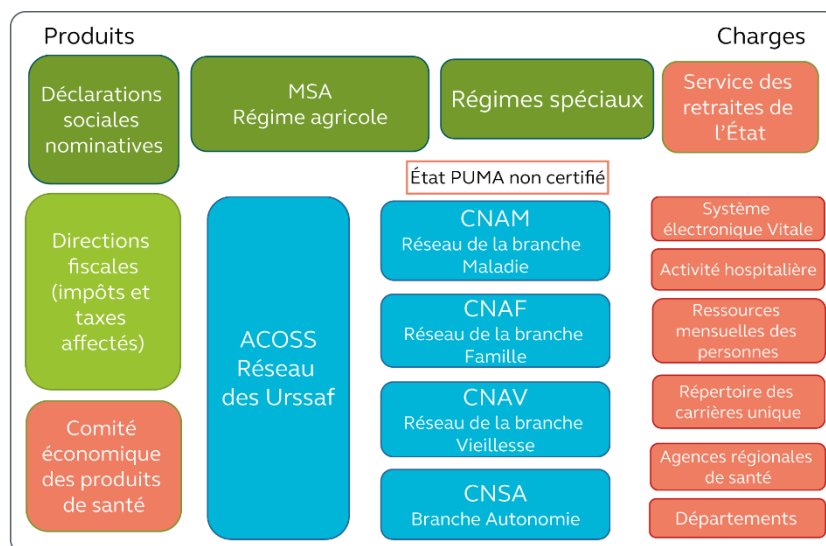 Produits
Charges
Déclarations
sociales
nominatives
MSA
Régime agricole
Régimes spéciaux
Service des
retraites de
l'État
État PUMA non certifié
Directions
fiscales
(impôts et
taxes
affectés)
Comité
économique
des produits
de santé
ACOSS
Réseau
des Urssaf
CNAM
Réseau de la branche
Maladie
CNAF
Réseau de la branche
Famille
CNAV
Réseau de la branche
Vieillesse
CNSA
Branche Autonomie
Système
électronique Vitale
Activité hospitalière
Ressources
mensuelles des
personnes
Répertoire des
carrières unique
Agences régionales
de santé
Départements